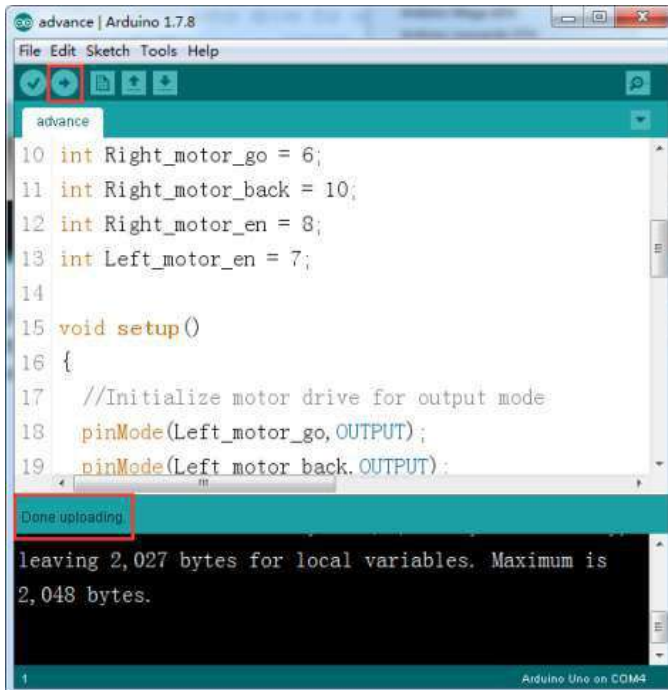 advance | Arduino 1.7.8
File Edit Sketch Tools Help
advance
10 int Right_motor_go = 6;
11 int Right_motor_back = 10;
12 int Right_motor_en = 8;
13 int Left_motor_en = 7;
14
15 void setup()
16 {
17 //Initialize motor drive for output mode
18 pinMode(Left_motor_go,OUTPUT);
19 pinMode(Left_motor_back,OUTPUT);
Done uploading.
leaving 2,027 bytes for local variables. Maximum is
2,048 bytes.
1 Arduino Uno on COM4